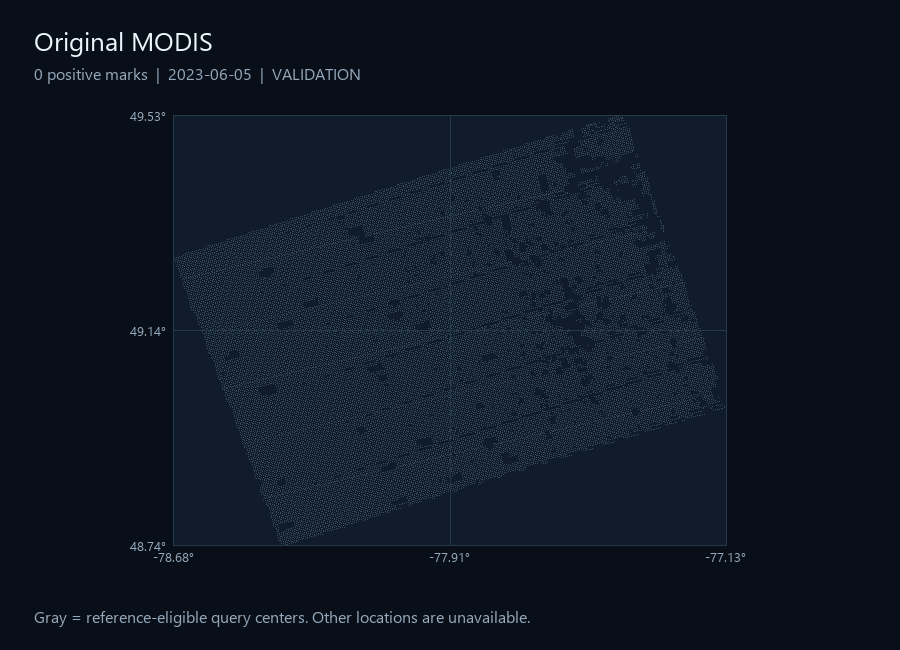 Original MODIS
0 positive marks | 2023-06-05 | VALIDATION
49.53°
49.14°
48.74°
-78.68°
-77.91°
-77.13°
Gray = reference-eligible query centers. Other locations are unavailable.